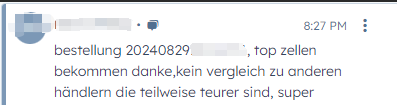 8:27 PM
bestellung 20240829, top zellen
bekommen danke,kein vergleich zu anderen
händlern die teilweise teurer sind, super